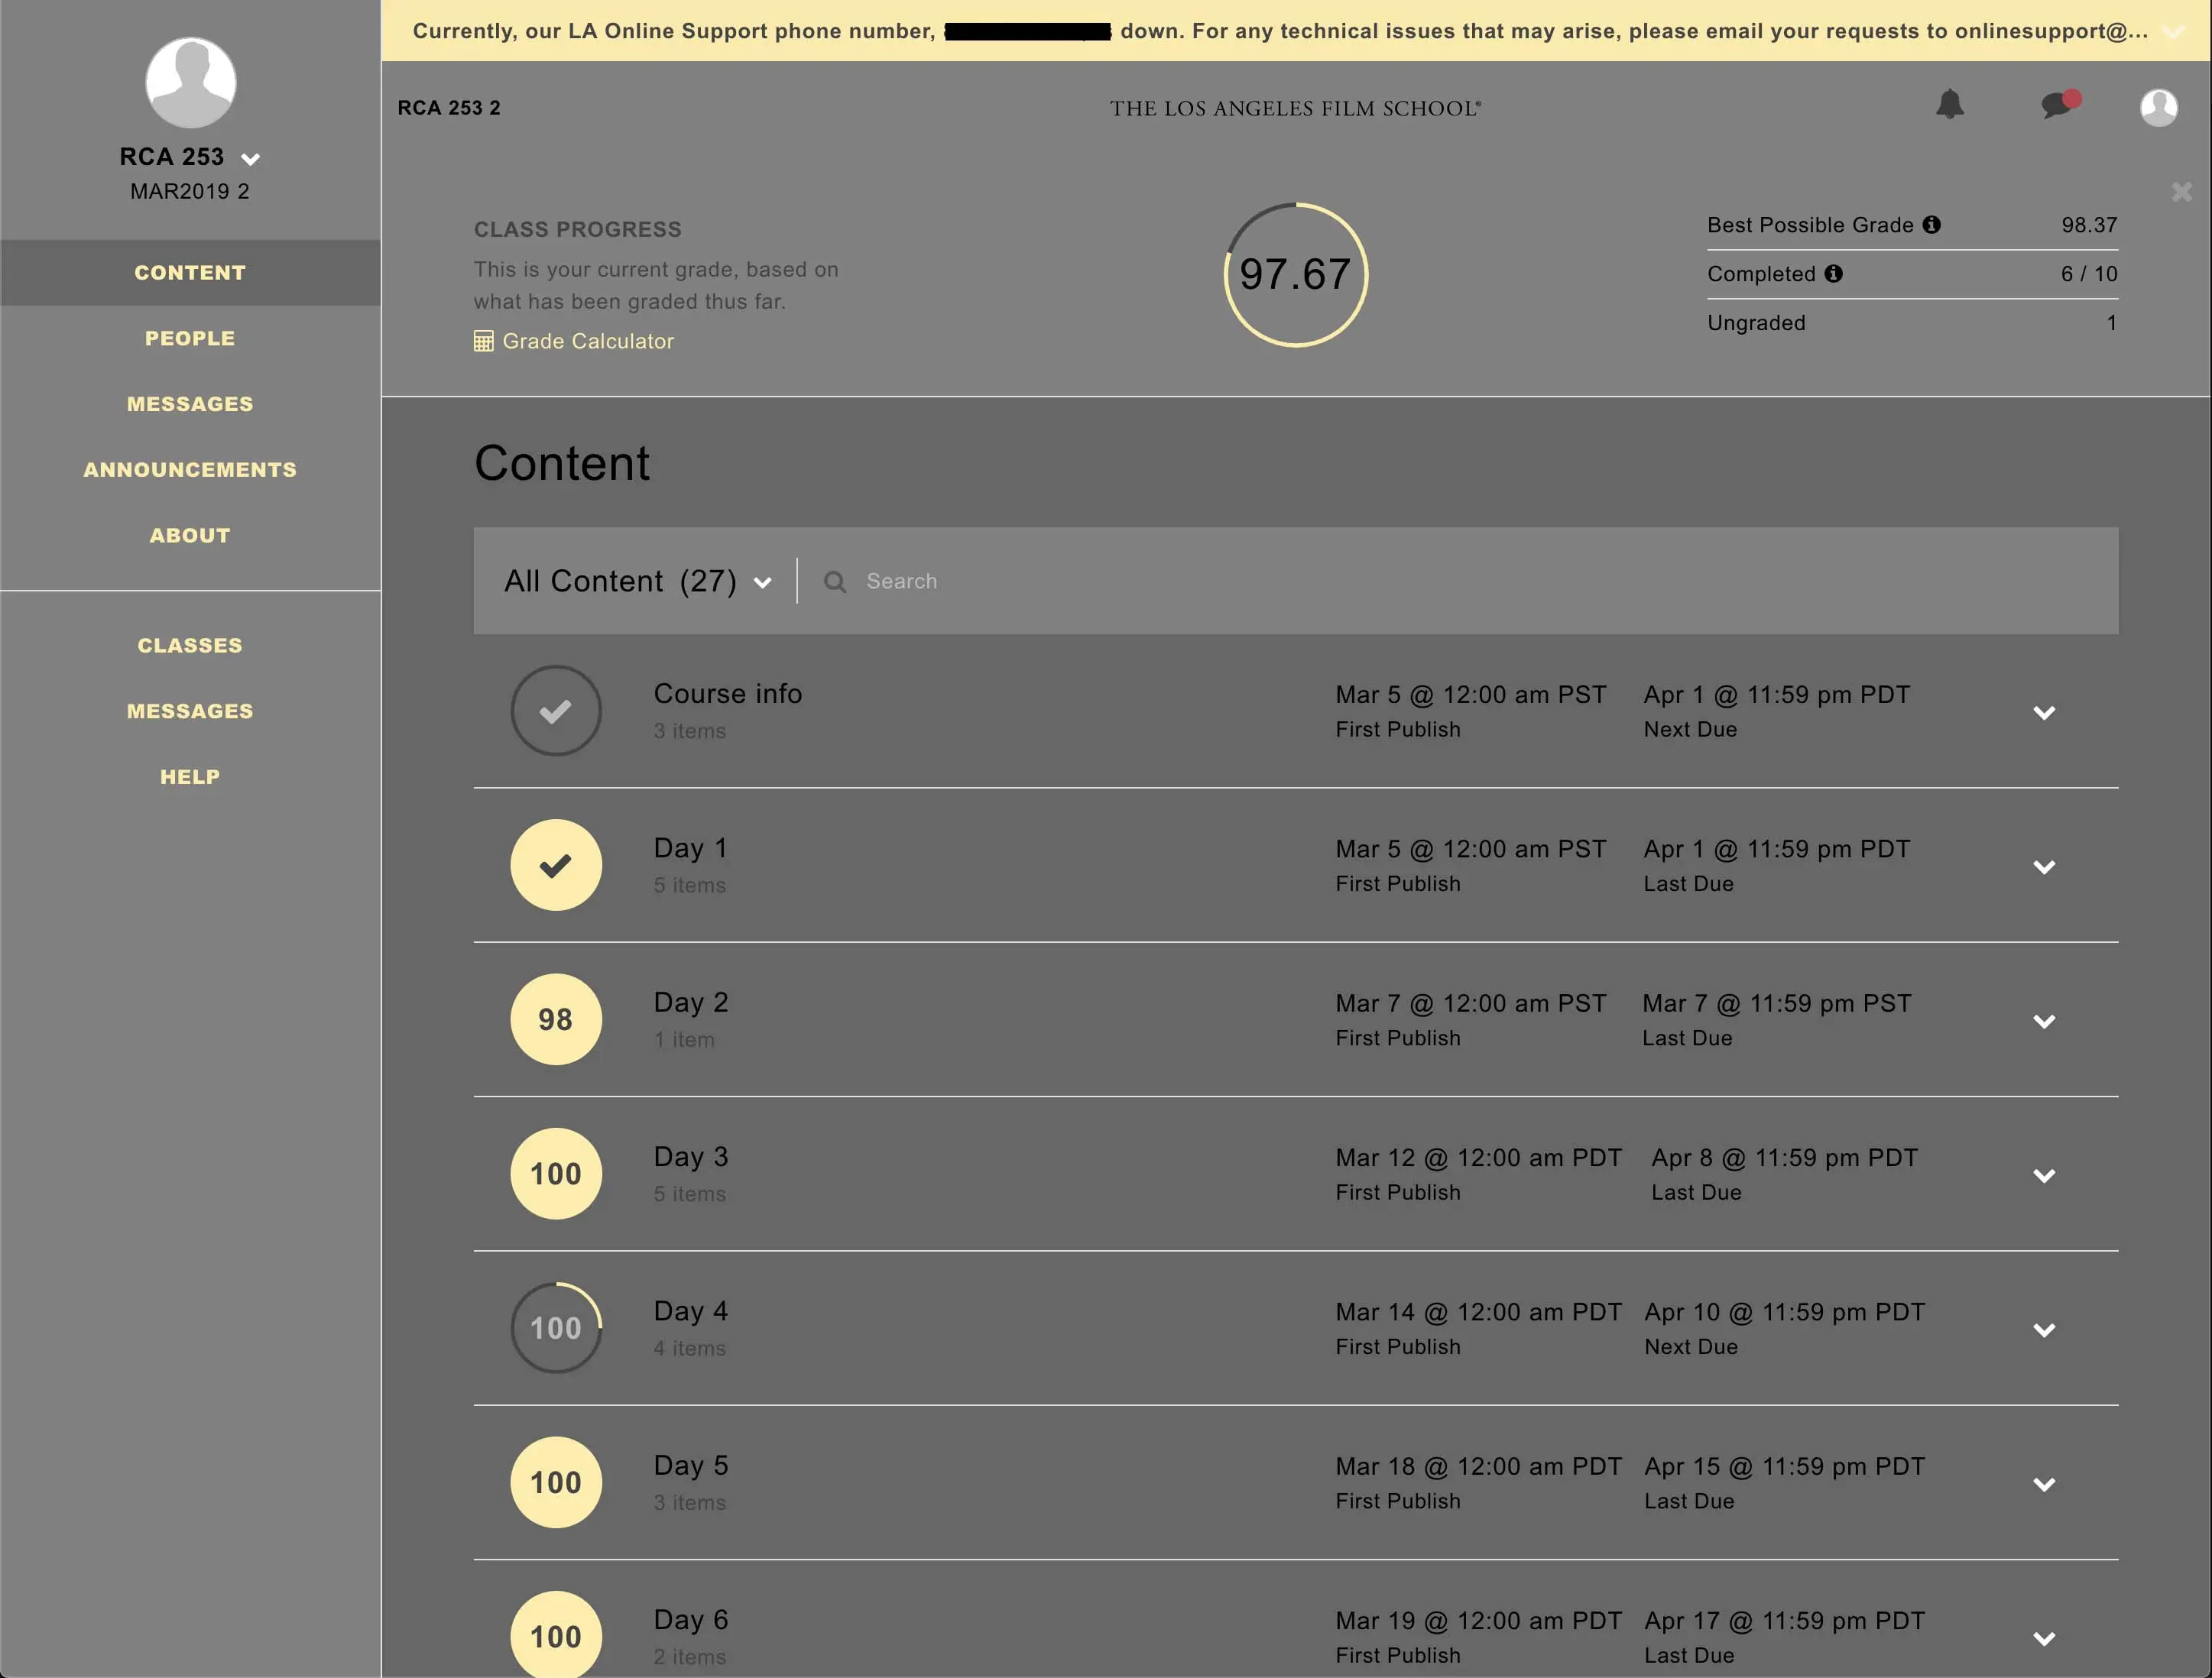 Currently, our LA Online Support phone number, down. For any technical issues that may arise, please email your requests to onlinesupport@...
RCA 253
MAR2019 2
CONTENT
PEOPLE
MESSAGES
ANNOUNCEMENTS
ABOUT
CLASSES
MESSAGES
HELP
RCA 253 2
THE LOS ANGELES FILM SCHOOL®
CLASS PROGRESS
This is your current grade, based on
what has been graded thus far.
Grade Calculator
97.67
Best Possible Grade 98.37
Completed 6 / 10
Ungraded 1
Content
All Content (27) Search
Course info Mar 5 @ 12:00 am PST Apr 1 @ 11:59 pm PDT
3 items First Publish Next Due
Day 1 Mar 5 @ 12:00 am PST Apr 1 @ 11:59 pm PDT
5 items First Publish Last Due
98 Day 2 Mar 7 @ 12:00 am PST Mar 7 @ 11:59 pm PST
1 item First Publish Last Due
100 Day 3 Mar 12 @ 12:00 am PDT Apr 8 @ 11:59 pm PDT
5 items First Publish Last Due
100 Day 4 Mar 14 @ 12:00 am PDT Apr 10 @ 11:59 pm PDT
4 items First Publish Next Due
100 Day 5 Mar 18 @ 12:00 am PDT Apr 15 @ 11:59 pm PDT
3 items First Publish Last Due
100 Day 6 Mar 19 @ 12:00 am PDT Apr 17 @ 11:59 pm PDT
2 items First Publish Last Due